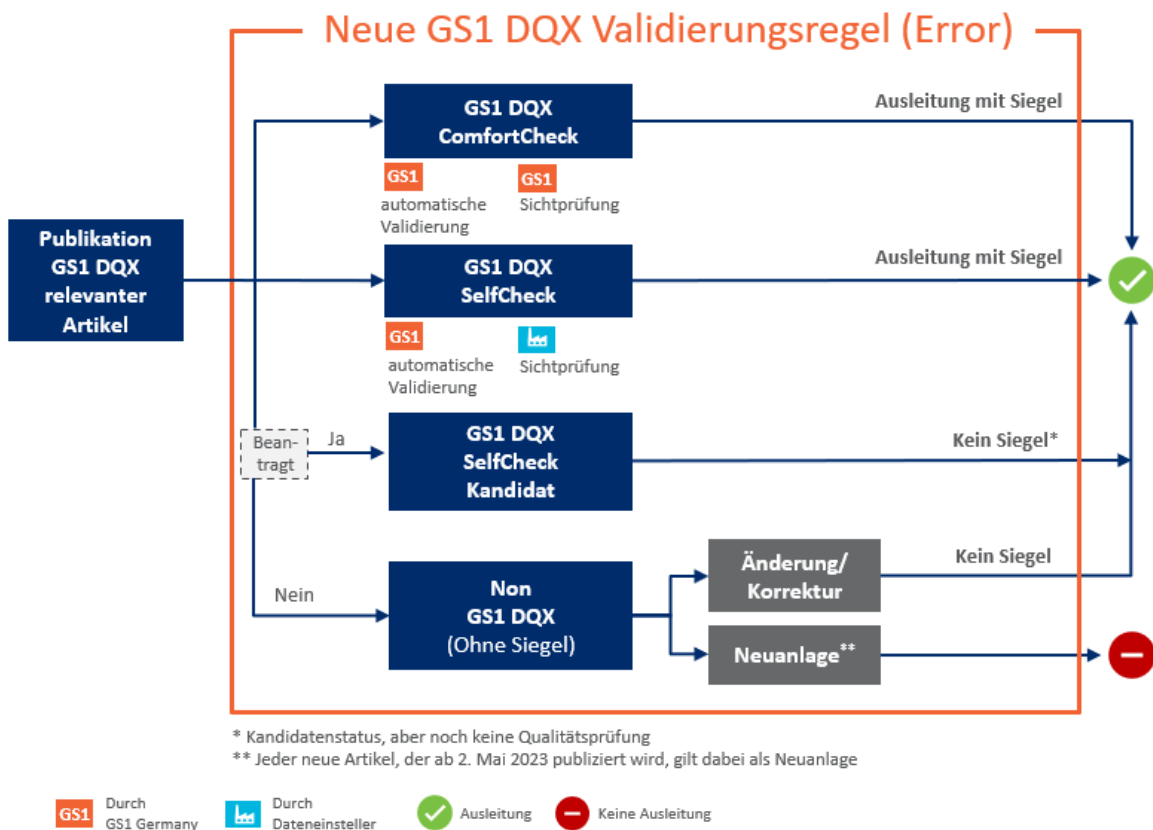 Neue GS1 DQX Validierungsregel (Error)
GS1 DQX
ComfortCheck
Ausleitung mit Siegel
GS1
automatische
Validierung
GS1
Sichtprüfung
Publikation
GS1 DQX
relevanter
Artikel
GS1 DQX
SelfCheck
Ausleitung mit Siegel
GS1
automatische
Validierung
Sichtprüfung
Bean-
tragt
Ja
GS1 DQX
SelfCheck
Kandidat
Kein Siegel*
Nein
Non
GS1 DQX
(Ohne Siegel)
Änderung/
Korrektur
Kein Siegel
Neuanlage**
* Kandidatenstatus, aber noch keine Qualitätsprüfung
** Jeder neue Artikel, der ab 2. Mai 2023 publiziert wird, gilt dabei als Neuanlage
GS1
Durch
GS1 Germany
Durch
Dateneinsteller
Ausleitung
Keine Ausleitung